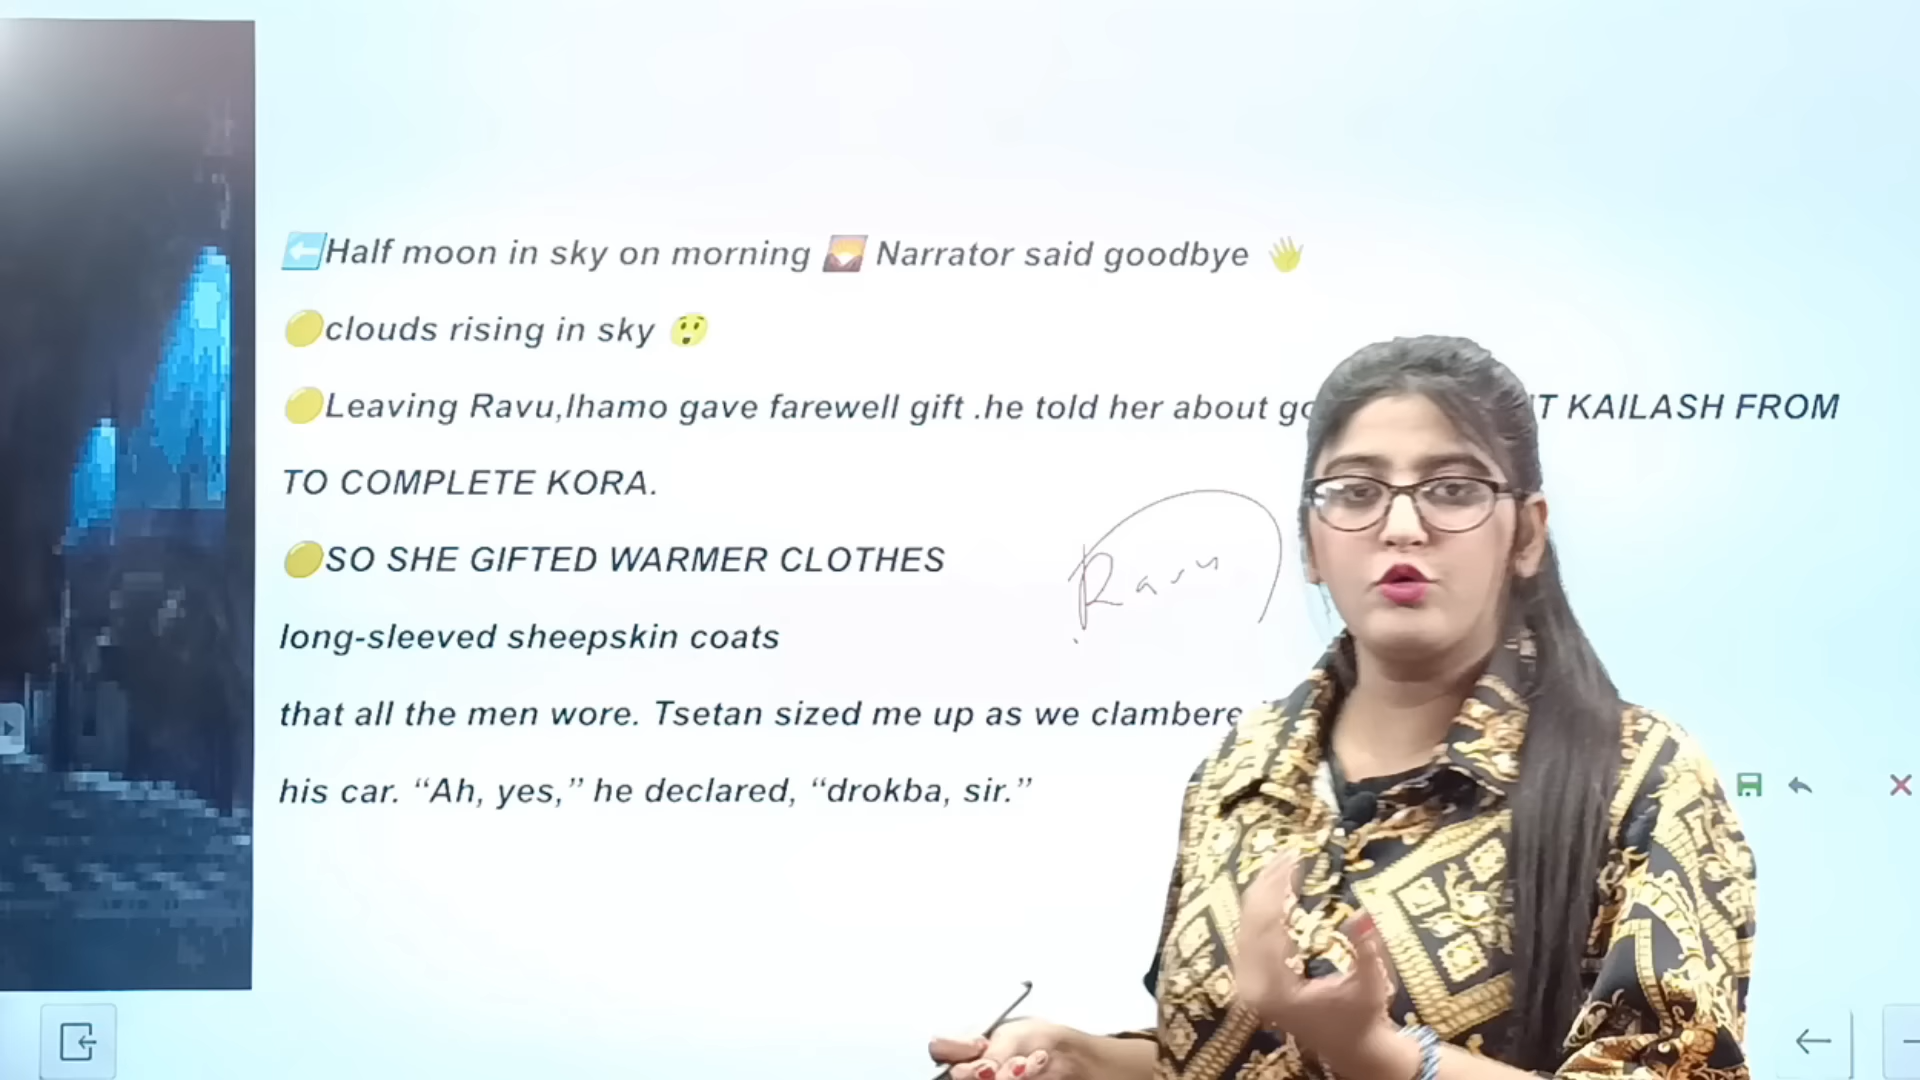 Half moon in sky on morning Narrator said goodbye
clouds rising in sky
Leaving Ravu,lhamo gave farewell gift .he told her about KAILASH FROM
TO COMPLETE KORA.
SO SHE GIFTED WARMER CLOTHES
Ravu
long-sleeved sheepskin coats
that all the men wore. Tsetan sized me up as we
his car. “Ah, yes,” he declared, “drokba, sir.”